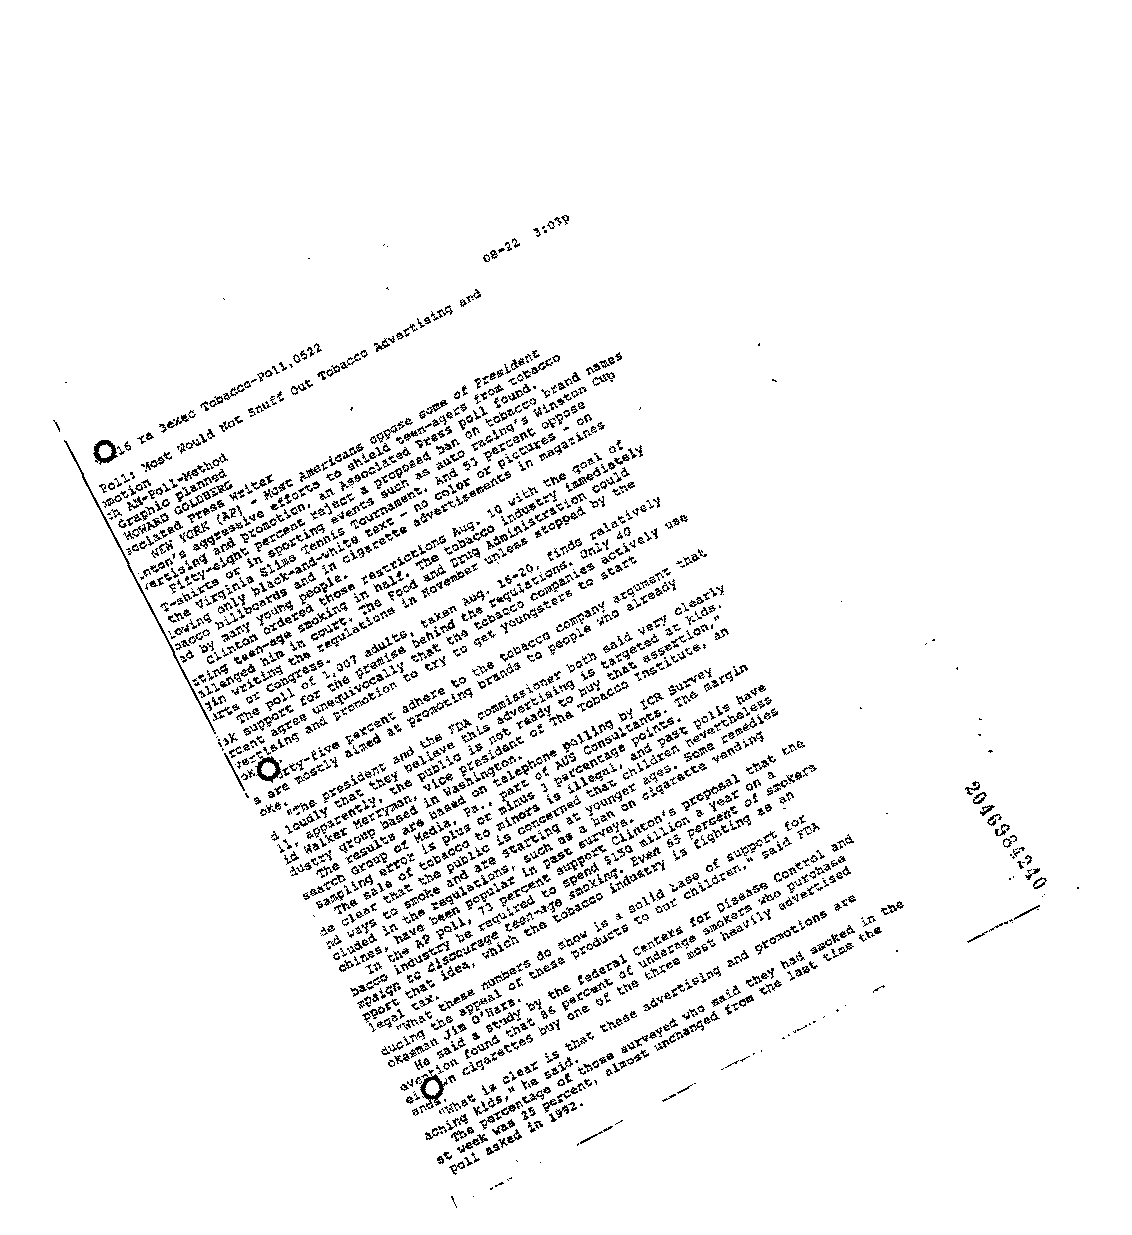 08-22 3:03p
16 ra 3exec Tobacco-Poll,0522
Poll: Most Would Not Snuff Out Tobacco Advertising and
motion
AM-Poll-Method
Graphic planned
HOWARD GOLDBERG
sociated Press Writer
NEW YORK (AP) - Most Americans oppose some of President
nton's aggressive efforts to shield teen-agers from tobacco
vertising and promotion, an Associated Press poll found.
Fifty-eight percent reject a proposed ban on tobacco brand names
T-shirts or in sporting events such as auto racing's Winston Cup
the Virginia Slims Tennis Tournament. And 53 percent oppose
lowing only black-and-white text - no color or pictures - on
bacco billboards and in cigarette advertisements in magazines
ad by many young people.
Clinton ordered those restrictions Aug. 10 with the goal of
tting teen-age smoking in half. The tobacco industry immediately
allenged him in court. The Food and Drug Administration could
gin writing the regulations in November unless stopped by the
urts or Congress.
The poll of 1,007 adults, taken Aug. 16-20, finds relatively
ak support for the premise behind the regulations. Only 40
rcent agree unequivocally that the tobacco companies actively use
vertising and promotion to try to get youngsters to start
ok
rty-five percent adhere to the tobacco company argument that
s are mostly aimed at promoting brands to people who already
oke.
"The president and the FDA commissioner both said very clearly
d loudly that they believe this advertising is targeted at kids.
ll, apparently, the public is not ready to buy that assertion,"
id Walker Merryman, vice president of The Tobacco Institute, an
dustry group based in Washington.
The results are based on telephone polling by ICR Survey
search Group of Media, Pa., part of AUS Consultants. The margin
sampling error is plus or minus 3 percentage points.
The sale of tobacco to minors is illegal, and past polls have
de clear that the public is concerned that children nevertheless
nd ways to smoke and are starting at younger ages. Some remedies
cluded in the regulations, such as a ban on cigarette vending
chines, have been popular in past surveys.
In the AP poll, 73 percent support Clinton's proposal that the
bacco industry be required to spend $150 million a year on a
mpaign to discourage teen-age smoking. Even 65 percent of smokers
pport that idea, which the tobacco industry is fighting as an
legal tax.
"What these numbers do show is a solid base of support for
ducing the appeal of these products to our children," said FDA
okesman Jim O'Hara.
He said a study by the federal Centers for Disease Control and
evention found that 86 percent of underage smokers who purchase
ei wn cigarettes buy one of the three most heavily advertised
ands.
"What is clear is that these advertising and promotions are
aching kids," he said.
The percentage of those surveyed who said they had smoked in the
st week was 25 percent, almost unchanged from the last time the
poll asked in 1992.